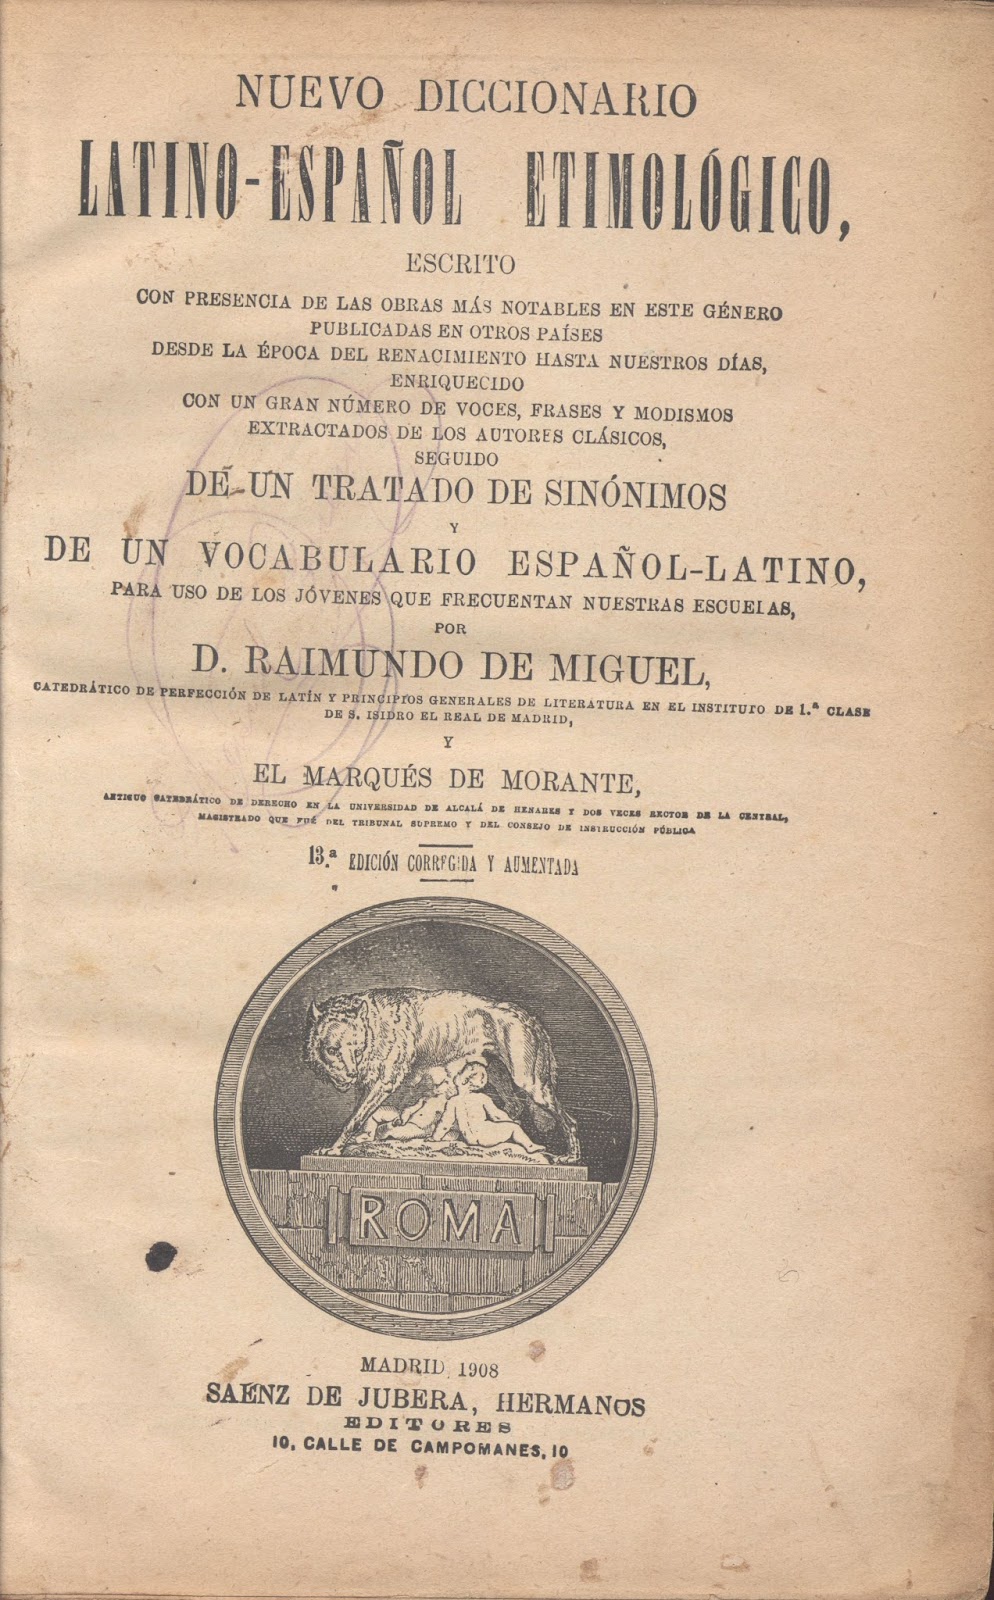 NUEVO DICCIONARIO
LATINO-ESPAÑOL ETIMOLÓGICO,
ESCRITO
CON PRESENCIA DE LAS OBRAS MÁS NOTABLES EN ESTE GÉNERO
PUBLICADAS EN OTROS PAÍSES
DESDE LA ÉPOCA DEL RENACIMIENTO HASTA NUESTROS DÍAS,
ENRIQUECIDO
CON UN GRAN NÚMERO DE VOCES, FRASES Y MODISMOS
EXTRACTADOS DE LOS AUTORES CLÁSICOS,
SEGUIDO
DE UN TRATADO DE SINÓNIMOS
Y
DE UN VOCABULARIO ESPAÑOL-LATINO,
PARA USO DE LOS JÓVENES QUE FRECUENTAN NUESTRAS ESCUELAS,
POR
D. RAIMUNDO DE MIGUEL,
CATEDRÁTICO DE PERFECCIÓN DE LATÍN Y PRINCIPIOS GENERALES DE LITERATURA EN EL INSTITUTO DE 1.ª CLASE
DE S. ISIDRO EL REAL DE MADRID,
Y
EL MARQUÉS DE MORANTE,
ANTIGUO CATEDRÁTICO DE DERECHO EN LA UNIVERSIDAD DE ALCALÁ DE HENARES Y DOS VECES RECTOR DE LA CENTRAL,
MAGISTRADO QUE FUÉ DEL TRIBUNAL SUPREMO Y DEL CONSEJO DE INSTRUCCIÓN PÚBLICA
13.ª EDICIÓN CORREGIDA Y AUMENTADA
ROMA
MADRID, 1908
SAENZ DE JUBERA, HERMANOS
EDITORES
10, CALLE DE CAMPOMANES, 10